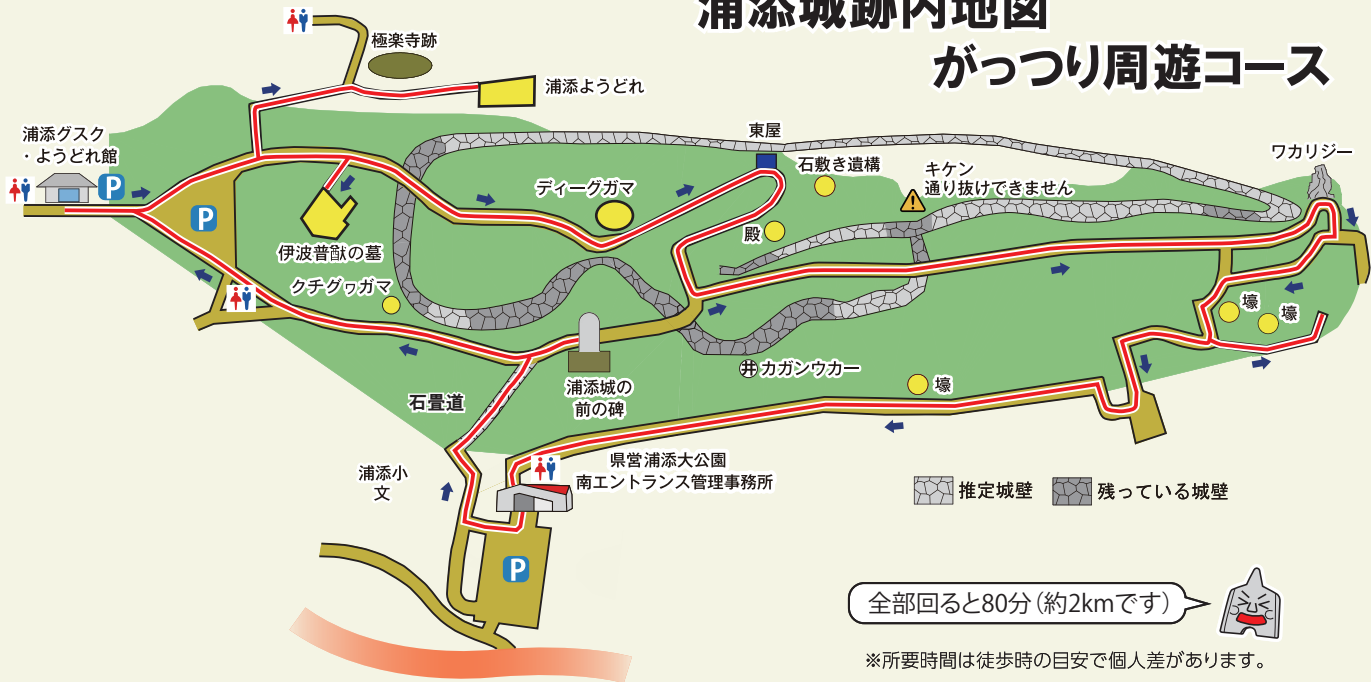 浦添城跡内地図
がっつり周遊コース
極楽寺跡
浦添ようどれ
浦添グスク
・ようどれ館
P
P
東屋
石敷き遺構
キケン
通り抜けできません
ワカリジー
ディーグガマ
殿
伊波普猷の墓
クチグヮガマ
壕
壕
浦添城の
前の碑
井 カガンウカー
壕
石畳道
浦添小
文
県営浦添大公園
南エントランス管理事務所
P
推定城壁
残っている城壁
全部回ると80分(約2kmです)
※所要時間は徒歩時の目安で個人差があります。